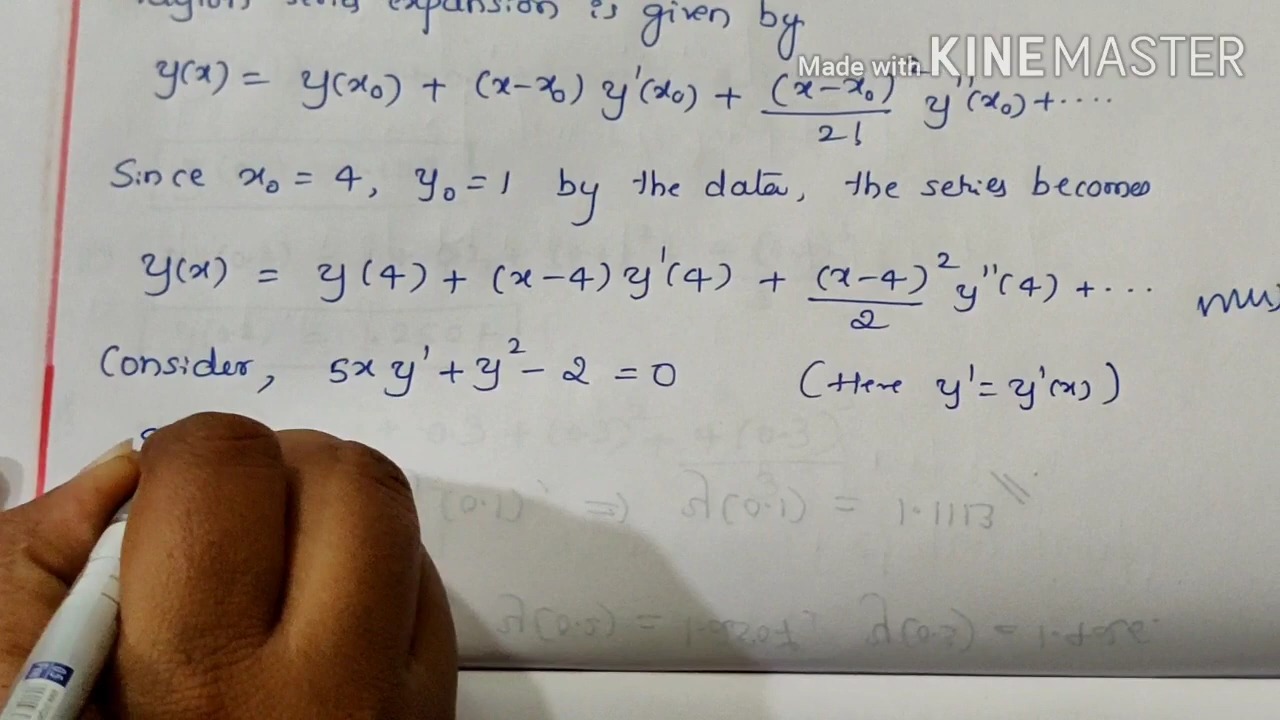 series expansion is given by
Made with KINEMASTER
y(x) = y(x₀) + (x-x₀) y'(x₀) + (x-x₀)²/2! y''(x₀) + ....
Since x₀ = 4, y₀ = 1 by the data, the series becomes
y(x) = y(4) + (x-4) y'(4) + (x-4)²/2 y''(4) + ...
Consider, 5x y' + y² - 2 = 0 (Here y' = y'(x))